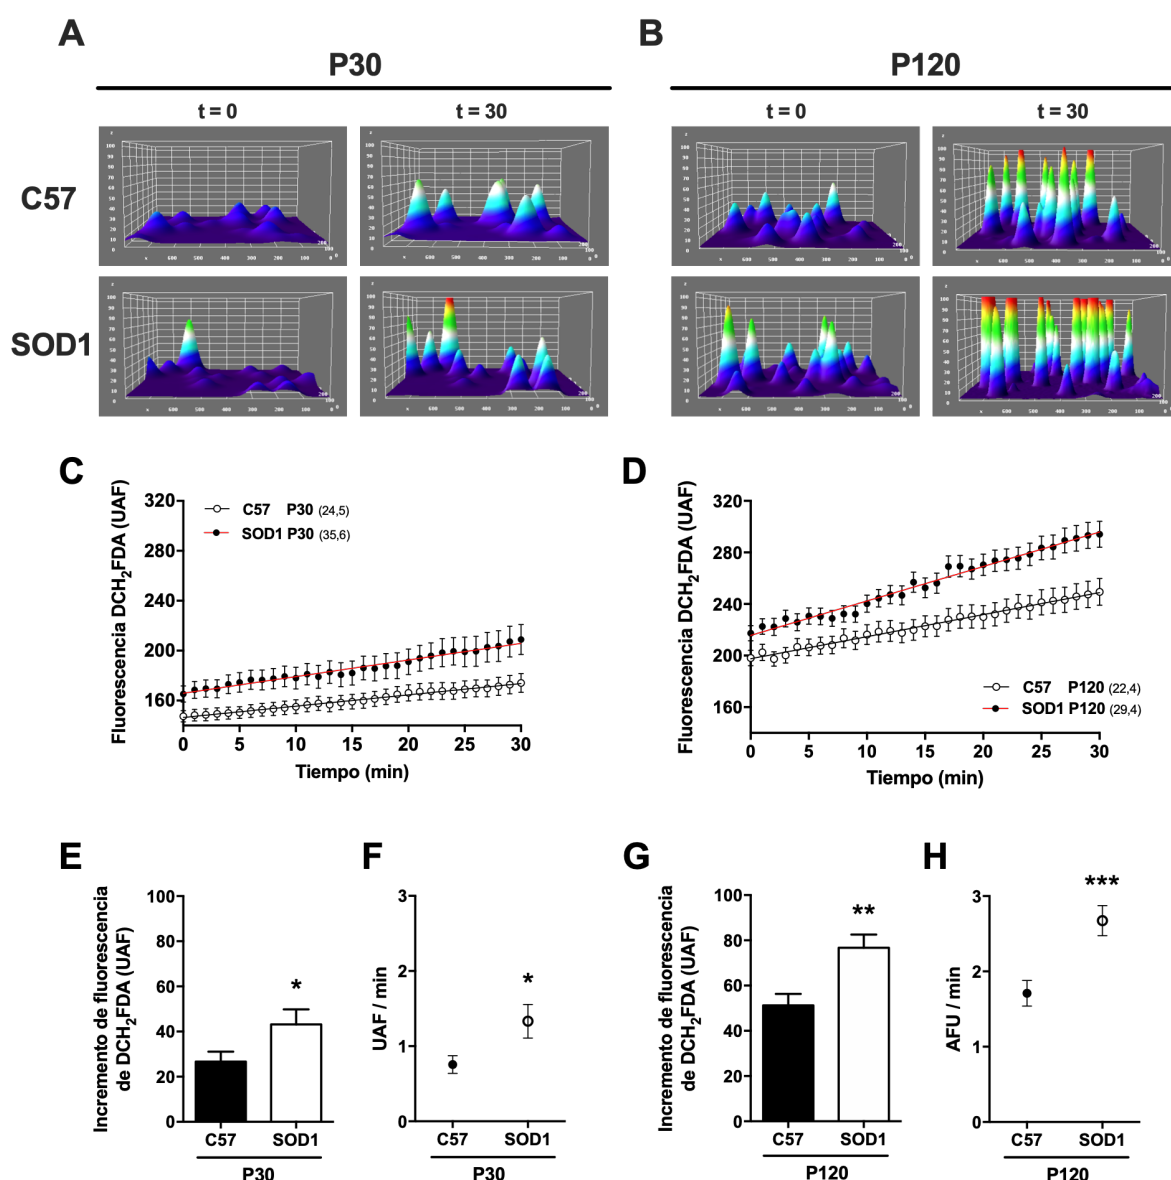 A
B
P30
P120
t = 0
t = 30
t = 0
t = 30
C57
SOD1
C
D
Fluorescencia DCH₂FDA (UAF)
320
280
240
200
160
C57 P30 (24,5)
SOD1 P30 (35,6)
0
5
10
15
20
25
30
Tiempo (min)
Fluorescencia DCH₂FDA (UAF)
320
280
240
200
160
C57 P120 (22,4)
SOD1 P120 (29,4)
0
5
10
15
20
25
30
Tiempo (min)
E
F
G
H
Incremento de fluorescencia
de DCH₂FDA (UAF)
100
80
60
40
20
0
*
C57 SOD1
P30
UAF / min
3
2
1
0
*
C57 SOD1
P30
Incremento de fluorescencia
de DCH₂FDA (UAF)
100
80
60
40
20
0
**
C57 SOD1
P120
AFU / min
3
2
1
0
***
C57 SOD1
P120